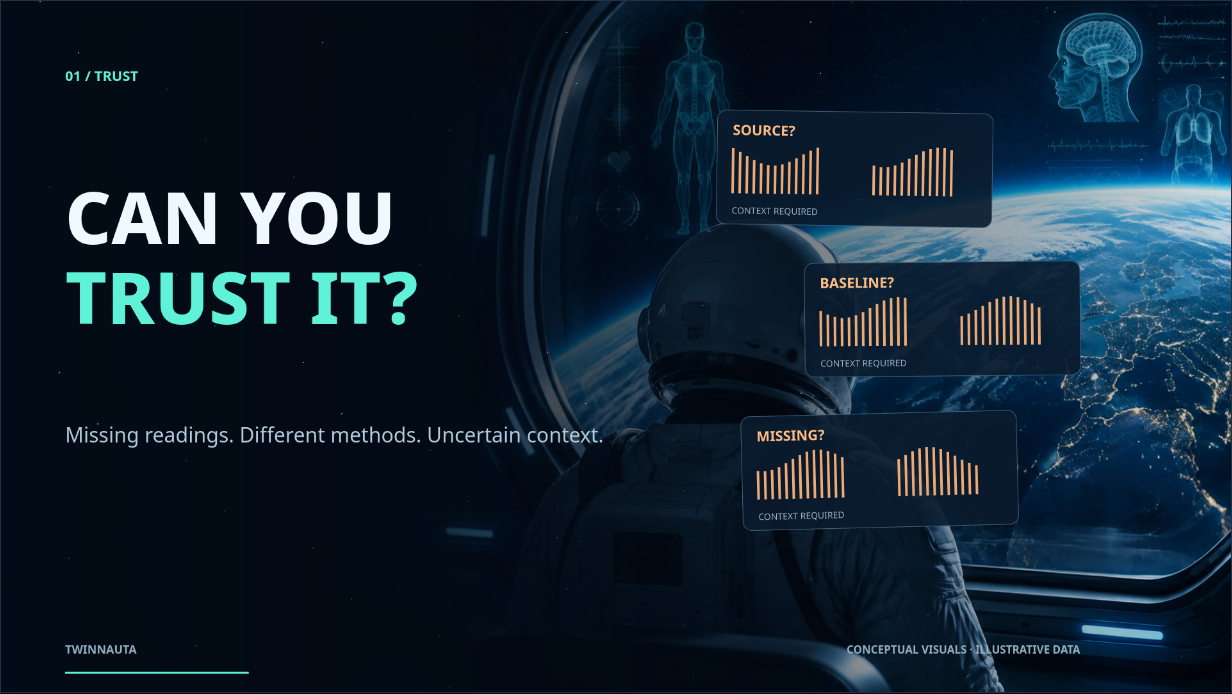 01 / TRUST
CAN YOU
TRUST IT?
Missing readings. Different methods. Uncertain context.
SOURCE?
CONTEXT REQUIRED
BASELINE?
CONTEXT REQUIRED
MISSING?
CONTEXT REQUIRED
TWINNAUTA
CONCEPTUAL VISUALS · ILLUSTRATIVE DATA